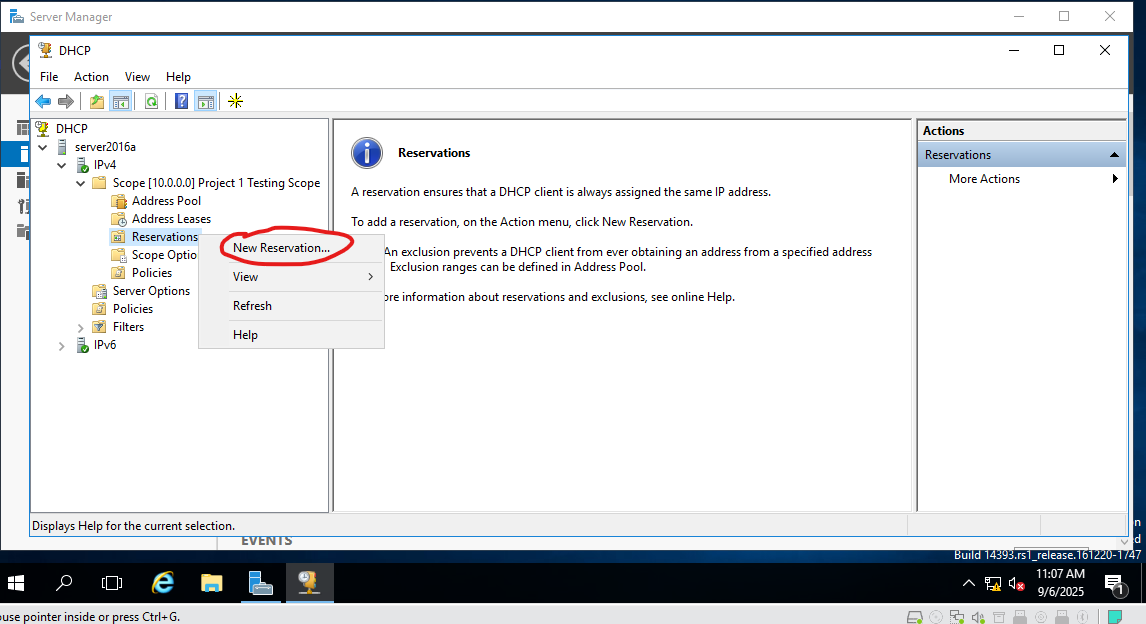 Server Manager
DHCP
File Action View Help
DHCP
server2016a
IPv4
Scope [10.0.0.0] Project 1 Testing Scope
Address Pool
Address Leases
Reservations
Scope Optio
Policies
Server Options
Policies
Filters
IPv6
New Reservation...
View
Refresh
Help
Reservations
A reservation ensures that a DHCP client is always assigned the same IP address.
To add a reservation, on the Action menu, click New Reservation.
An exclusion prevents a DHCP client from ever obtaining an address from a specified address
Exclusion ranges can be defined in Address Pool.
ore information about reservations and exclusions, see online Help.
Actions
Reservations
More Actions
Displays Help for the current selection.
EVENTS
n
d
Build 14393.rs1_release.161220-1747
11:07 AM
9/6/2025
1
ouse pointer inside or press Ctrl+G.